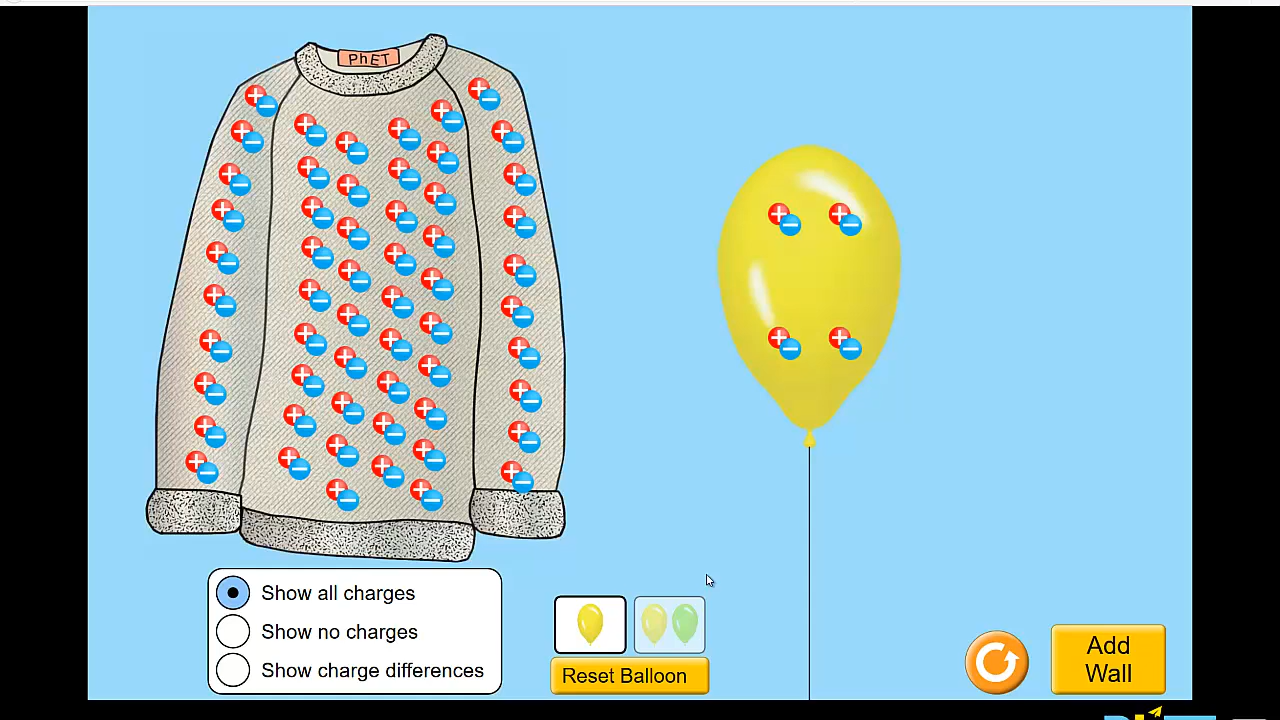 PhET
Show all charges
Show no charges
Show charge differences
Reset Balloon
Add
Wall